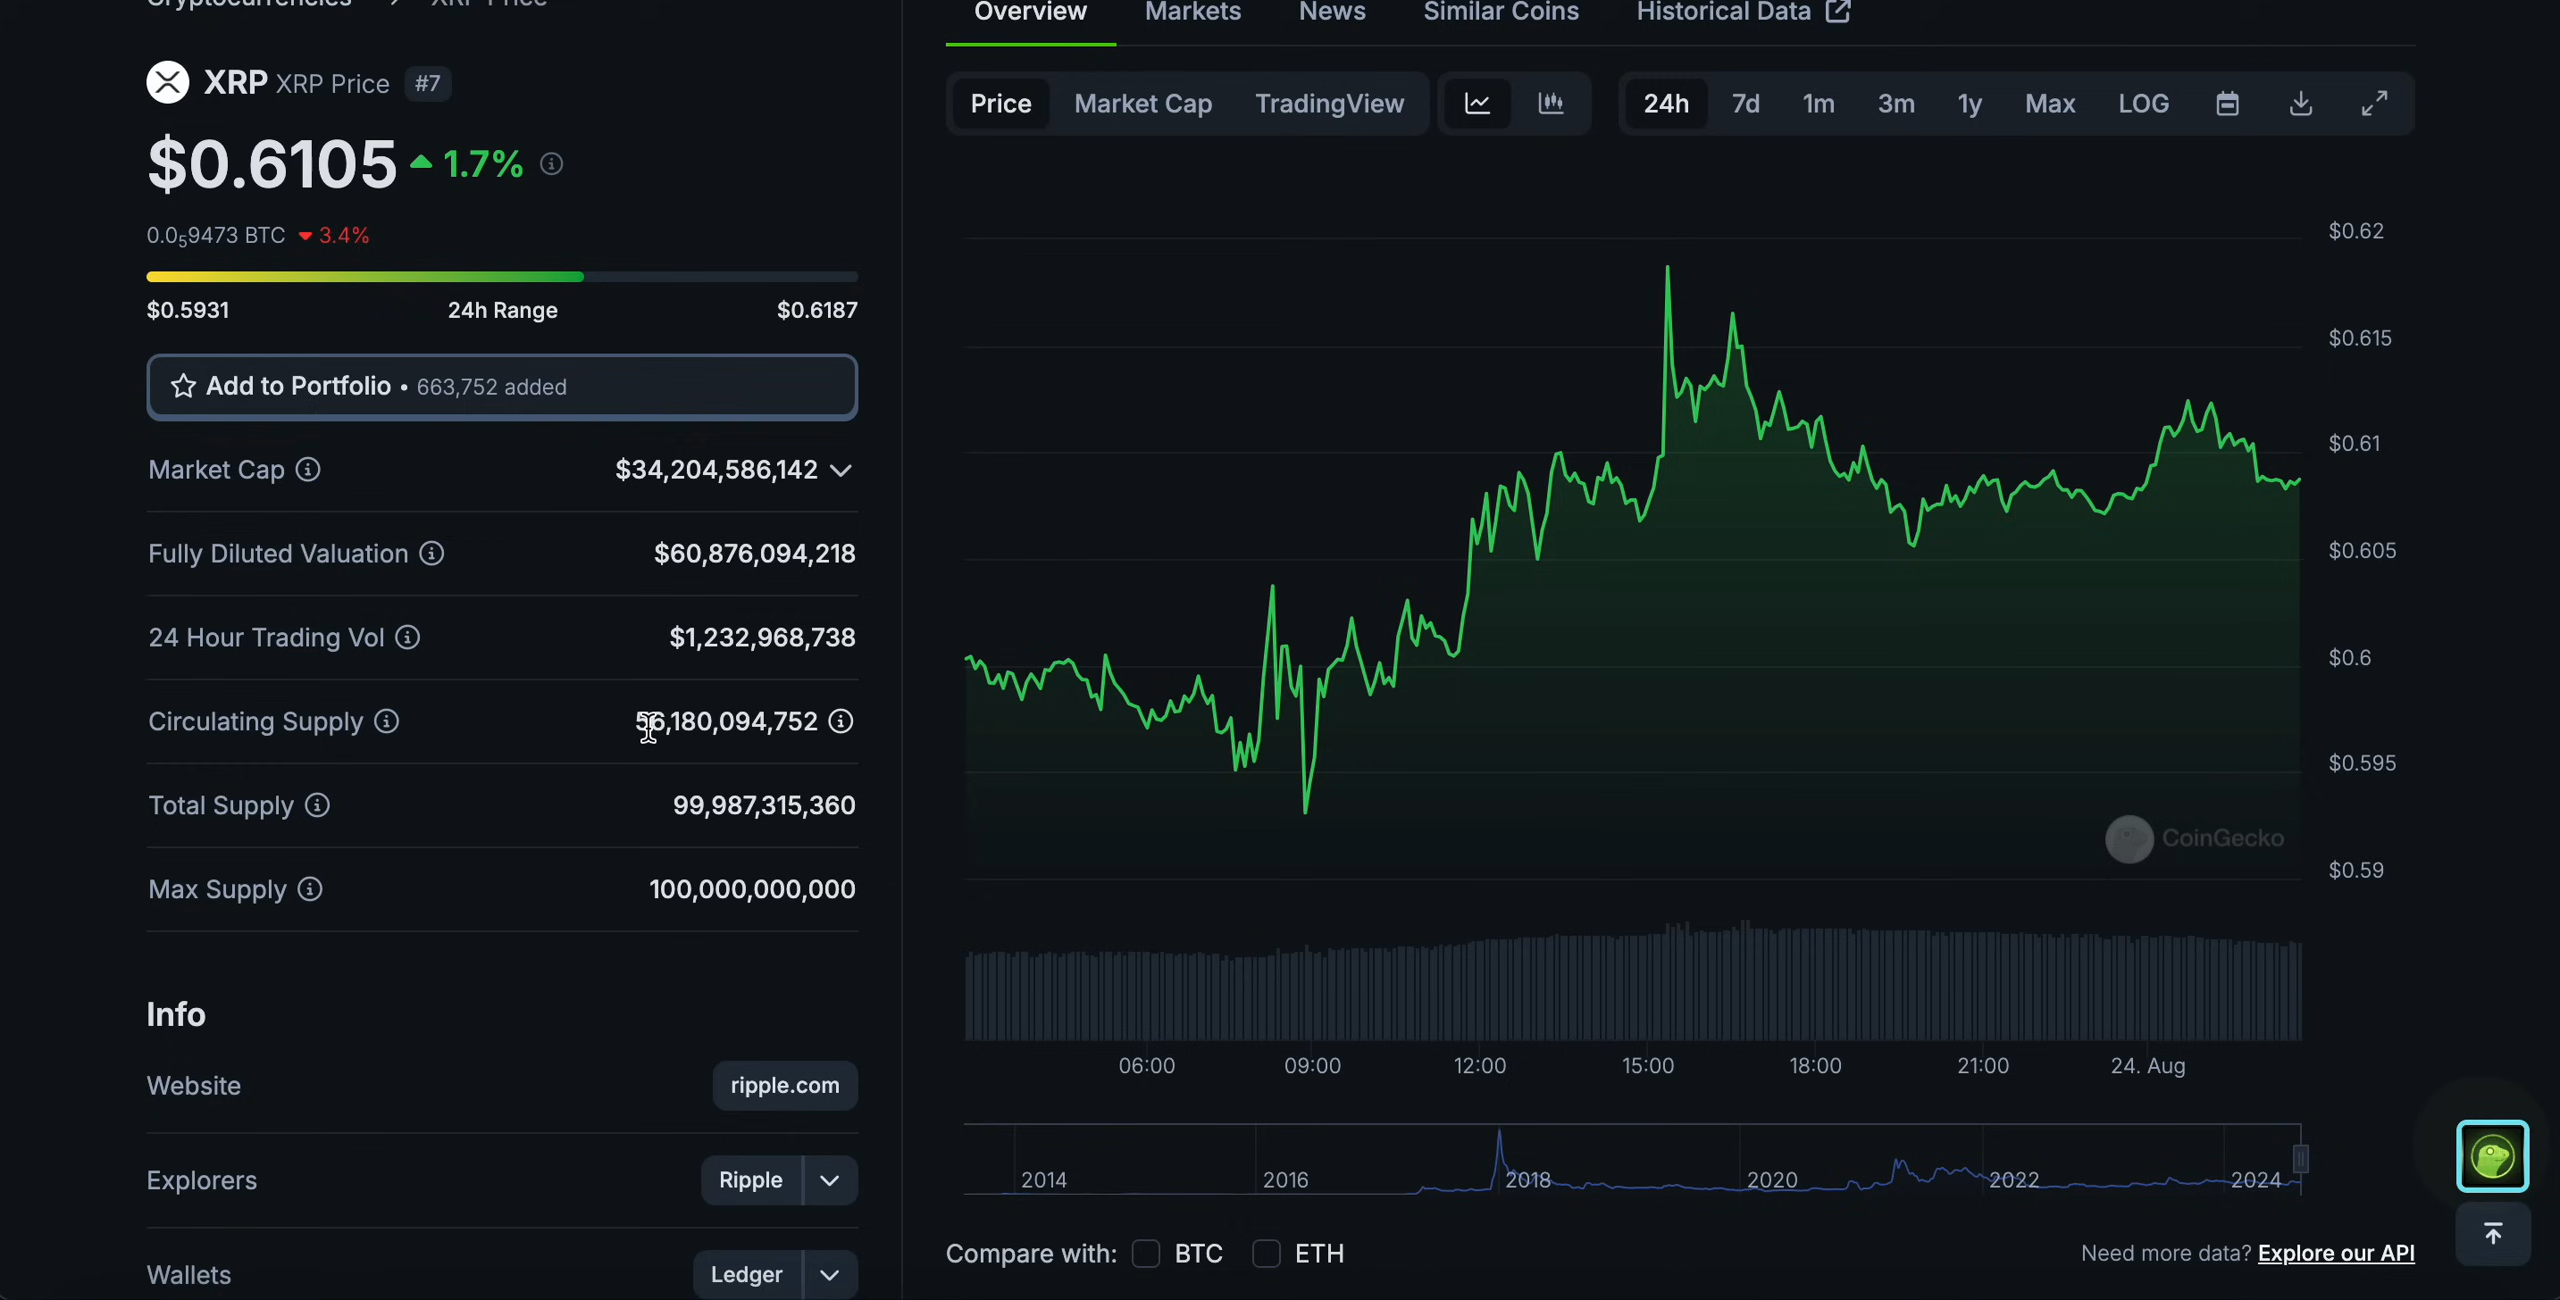 Cryptocurrencies > XRP Price
Overview Markets News Similar Coins Historical Data
XRP XRP Price #7
Price Market Cap TradingView 24h 7d 1m 3m 1y Max LOG
$0.6105 1.7%
0.0₅9473 BTC 3.4%
$0.5931 24h Range $0.6187
Add to Portfolio • 663,752 added
Market Cap $34,204,586,142
Fully Diluted Valuation $60,876,094,218
24 Hour Trading Vol $1,232,968,738
Circulating Supply 56,180,094,752
Total Supply 99,987,315,360
Max Supply 100,000,000,000
Info
Website ripple.com
Explorers Ripple
Wallets Ledger
$0.62
$0.615
$0.61
$0.605
$0.6
$0.595
$0.59
CoinGecko
06:00 09:00 12:00 15:00 18:00 21:00 24. Aug
2014 2016 2018 2020 2022 2024
Compare with: BTC ETH
Need more data? Explore our API